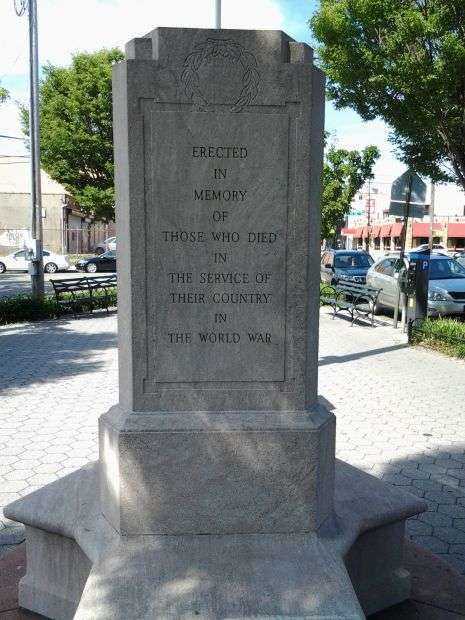 ERECTED
IN
MEMORY
OF
THOSE WHO DIED
IN
THE SERVICE OF
THEIR COUNTRY
IN
THE WORLD WAR
P